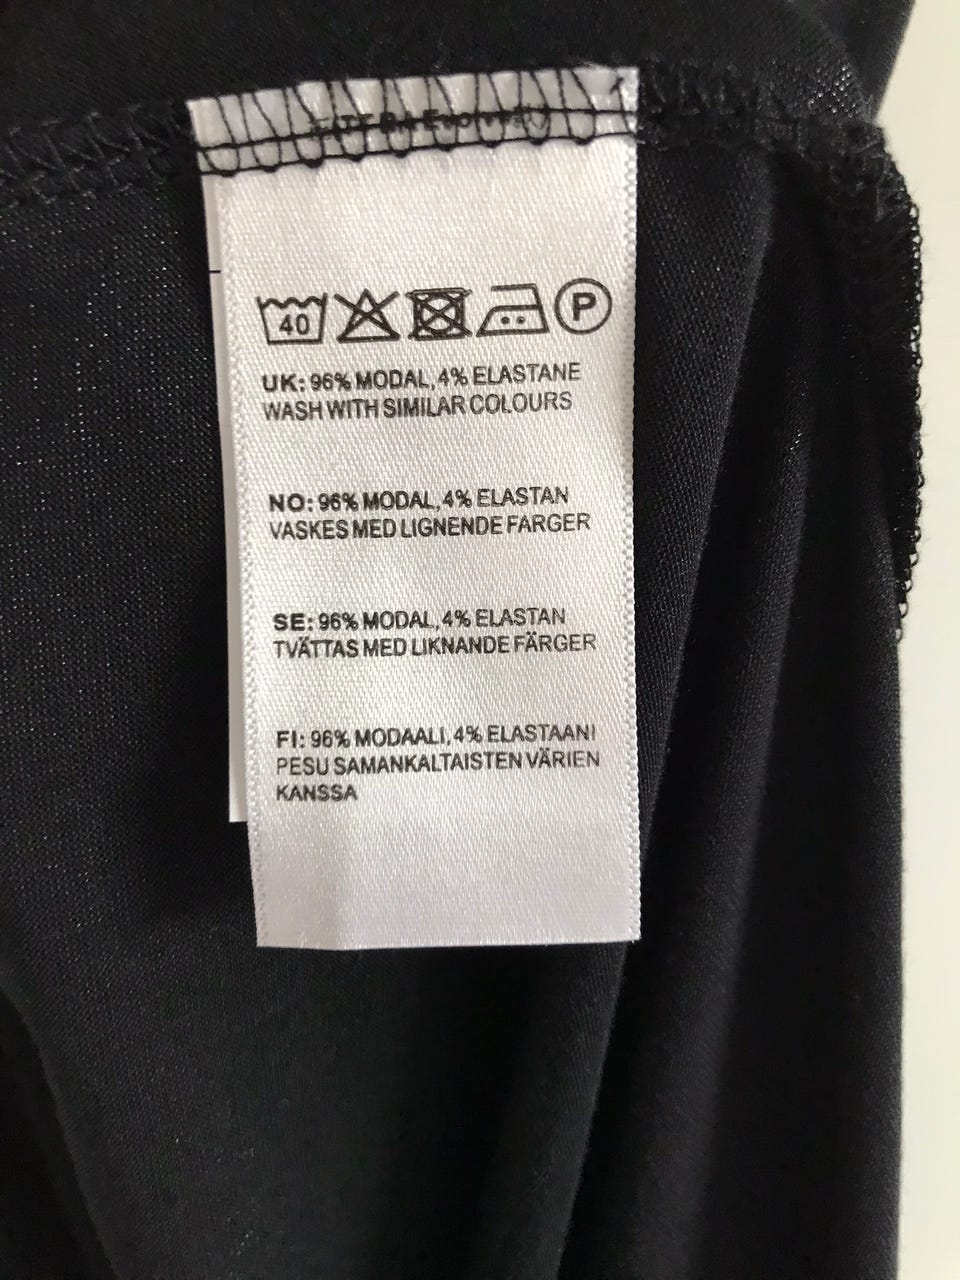 40
P
UK: 96% MODAL, 4% ELASTANE
WASH WITH SIMILAR COLOURS
NO: 96% MODAL, 4% ELASTAN
VASKES MED LIGNENDE FARGER
SE: 96% MODAL, 4% ELASTAN
TVÄTTAS MED LIKNANDE FÄRGER
FI: 96% MODAALI, 4% ELASTAANI
PESU SAMANKALTAISTEN VÄRIEN
KANSSA